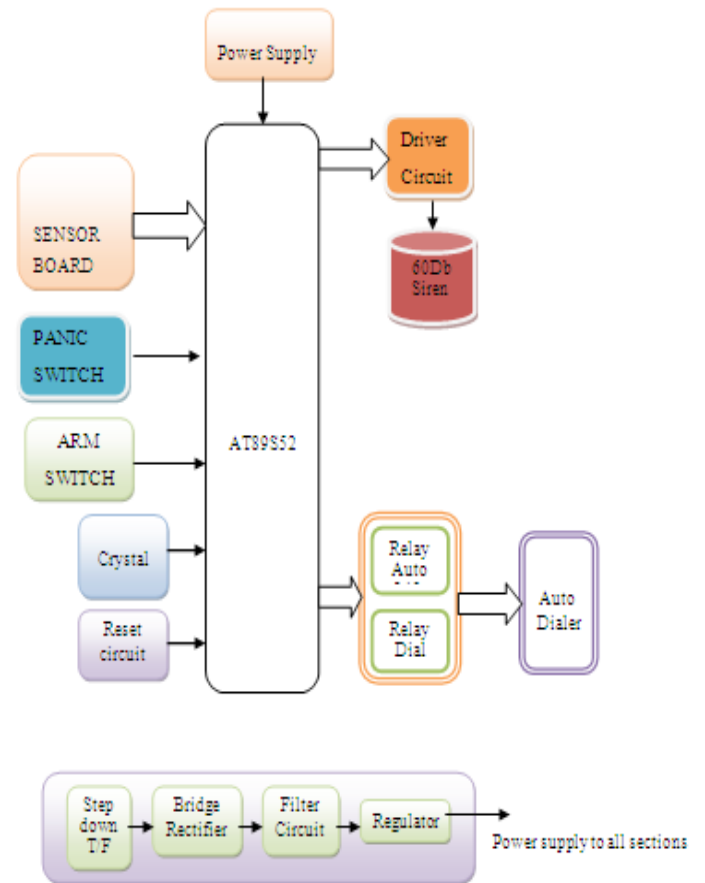 Power Supply
Driver
Circuit
SENSOR
BOARD
60Db
Siren
PANIC
SWITCH
ARM
SWITCH
AT89S52
Crystal
Relay
Auto
Relay
Dial
Auto
Dialer
Reset
circuit
Step
down
T/F
Bridge
Rectifier
Filter
Circuit
Regulator
Power supply to all sections